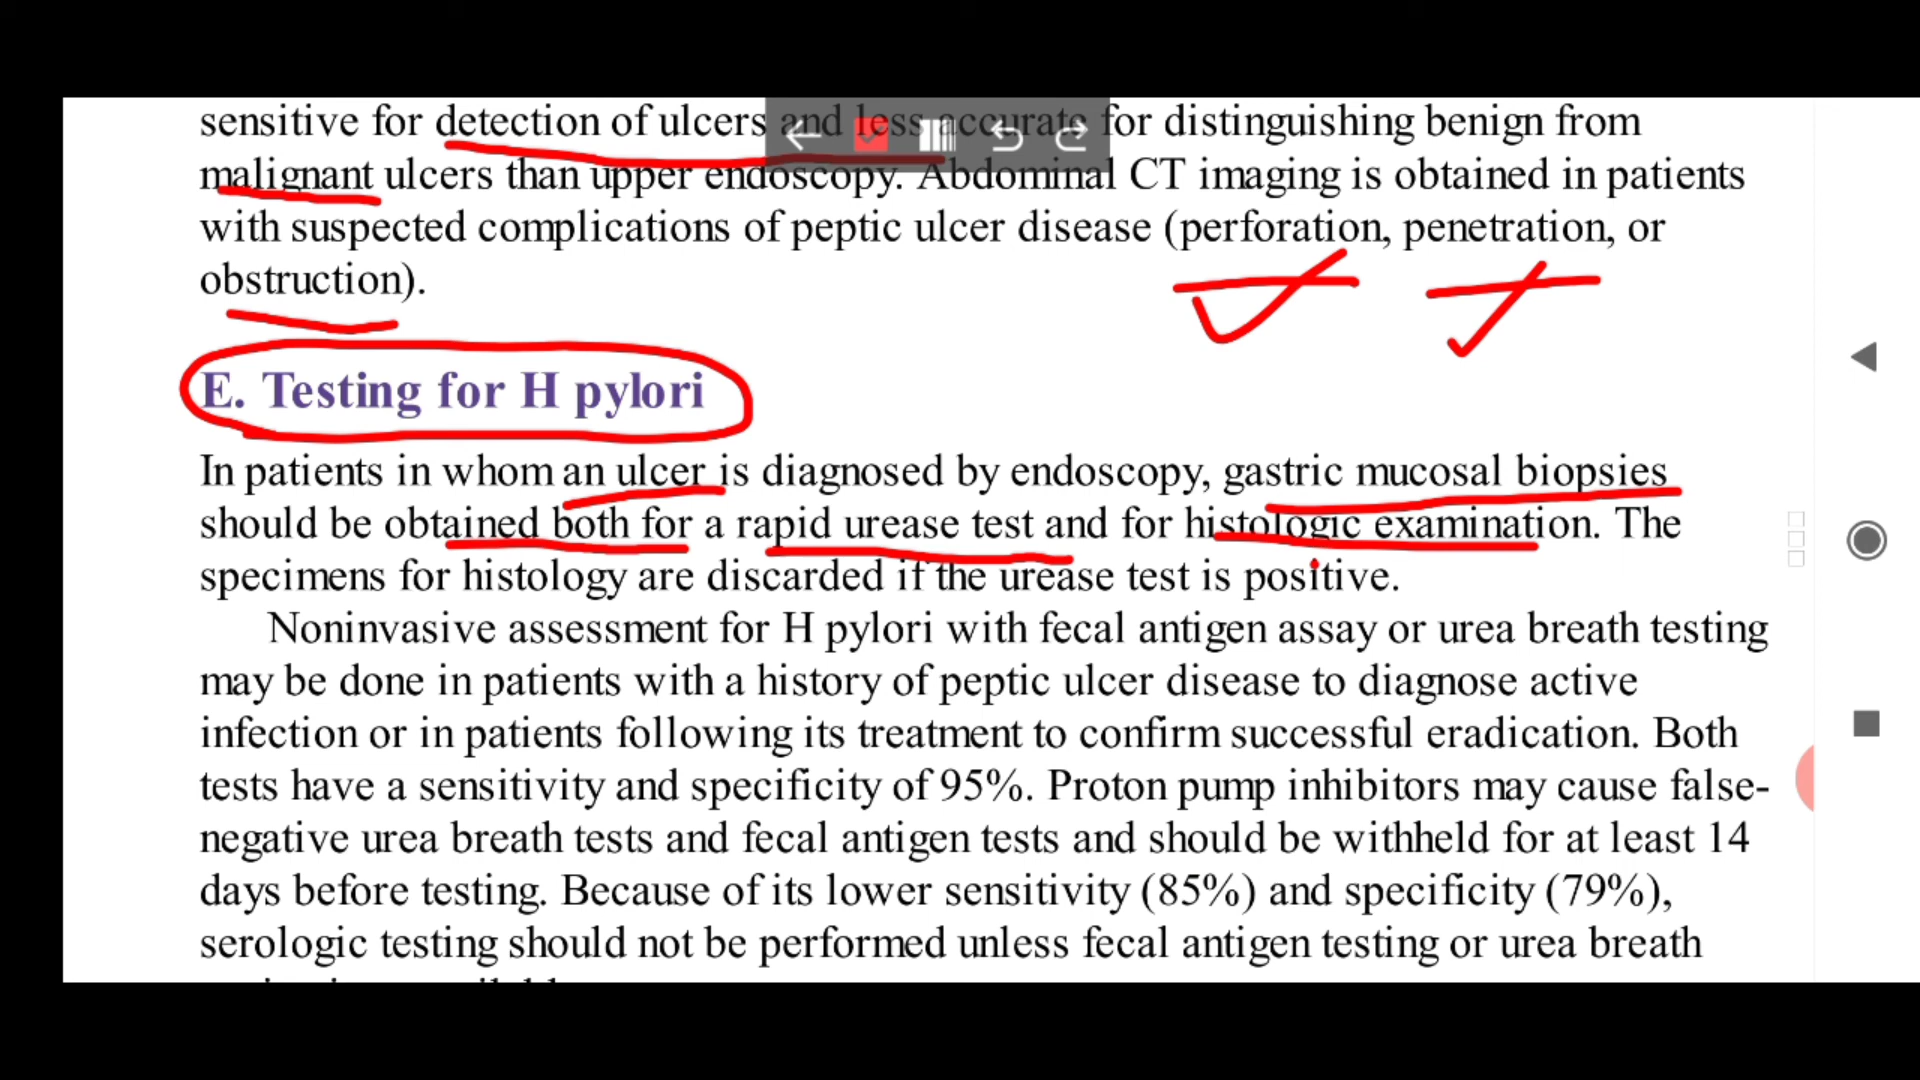 sensitive for detection of ulcers and less accurate for distinguishing benign from
malignant ulcers than upper endoscopy. Abdominal CT imaging is obtained in patients
with suspected complications of peptic ulcer disease (perforation, penetration, or
obstruction).
E. Testing for H pylori
In patients in whom an ulcer is diagnosed by endoscopy, gastric mucosal biopsies
should be obtained both for a rapid urease test and for histologic examination. The
specimens for histology are discarded if the urease test is positive.
Noninvasive assessment for H pylori with fecal antigen assay or urea breath testing
may be done in patients with a history of peptic ulcer disease to diagnose active
infection or in patients following its treatment to confirm successful eradication. Both
tests have a sensitivity and specificity of 95%. Proton pump inhibitors may cause false-
negative urea breath tests and fecal antigen tests and should be withheld for at least 14
days before testing. Because of its lower sensitivity (85%) and specificity (79%),
serologic testing should not be performed unless fecal antigen testing or urea breath